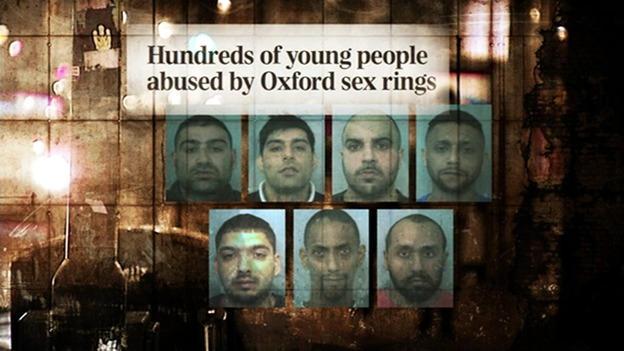 Hundreds of young people
abused by Oxford sex rings